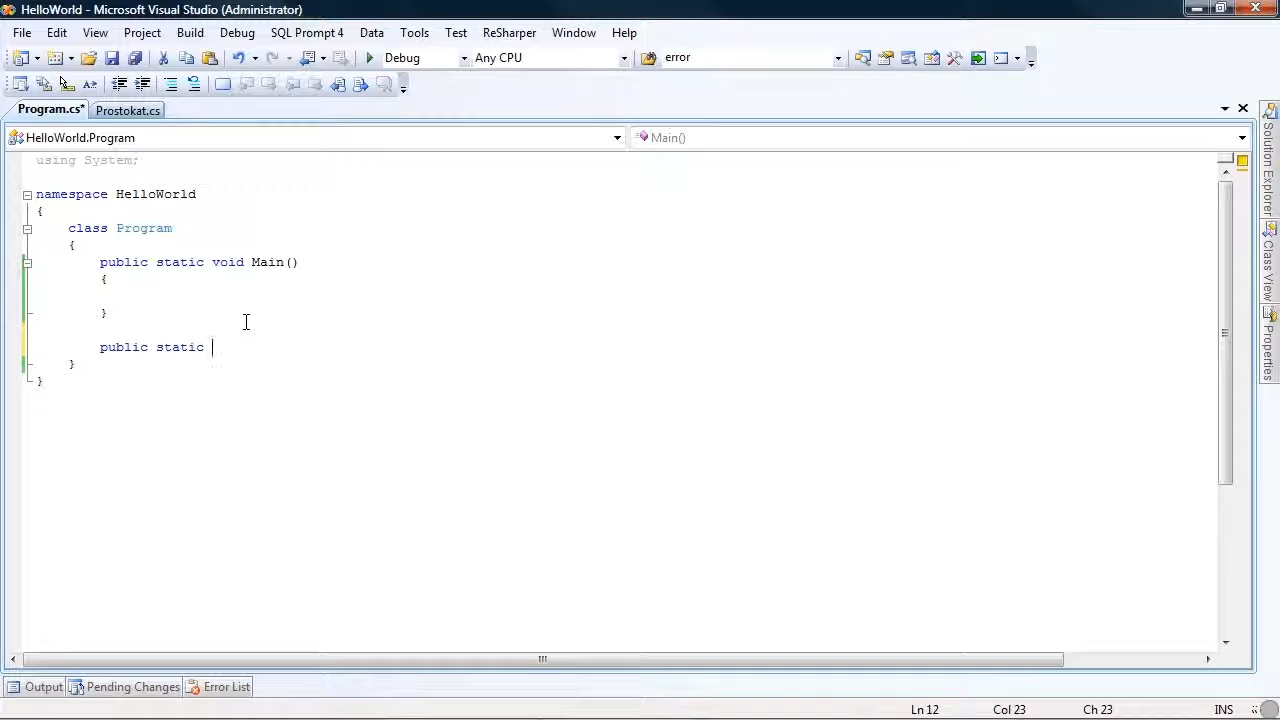 HelloWorld - Microsoft Visual Studio (Administrator)
File Edit View Project Build Debug SQL Prompt 4 Data Tools Test ReSharper Window Help
Debug Any CPU error
Program.cs* Prostokat.cs
HelloWorld.Program Main()
using System;
namespace HelloWorld
{
class Program
{
public static void Main()
{
}
public static
}
}
Solution Explorer
Class View
Properties
Output Pending Changes Error List
Ln 12 Col 23 Ch 23 INS